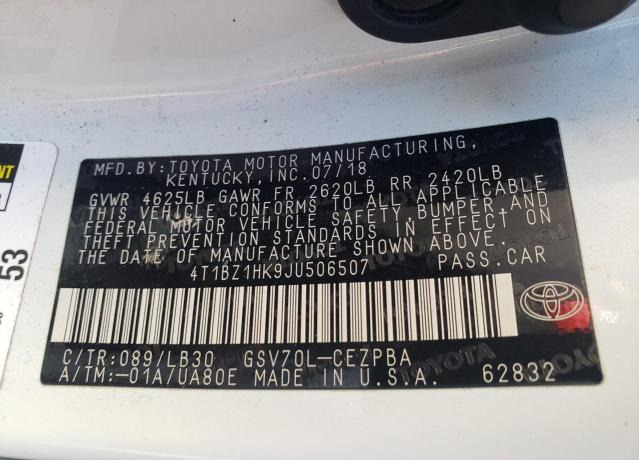 MFD.BY:TOYOTA MOTOR MANUFACTURING,
KENTUCKY INC.07/18
GVWR 4625LB GAWR FR 2620LB RR 2420LB
THIS VEHICLE CONFORMS TO ALL APPLICABLE
FEDERAL MOTOR VEHICLE SAFETY, BUMPER AND
THEFT PREVENTION STANDARDS IN EFFECT ON
THE DATE OF MANUFACTURE SHOWN ABOVE.
4T1BZ1HK9JU506507 PASS.CAR
C/TR:089/LB30 GSV70L-CEZPBA
A/TM:-01A/UA80E MADE IN U.S.A. 62832
53